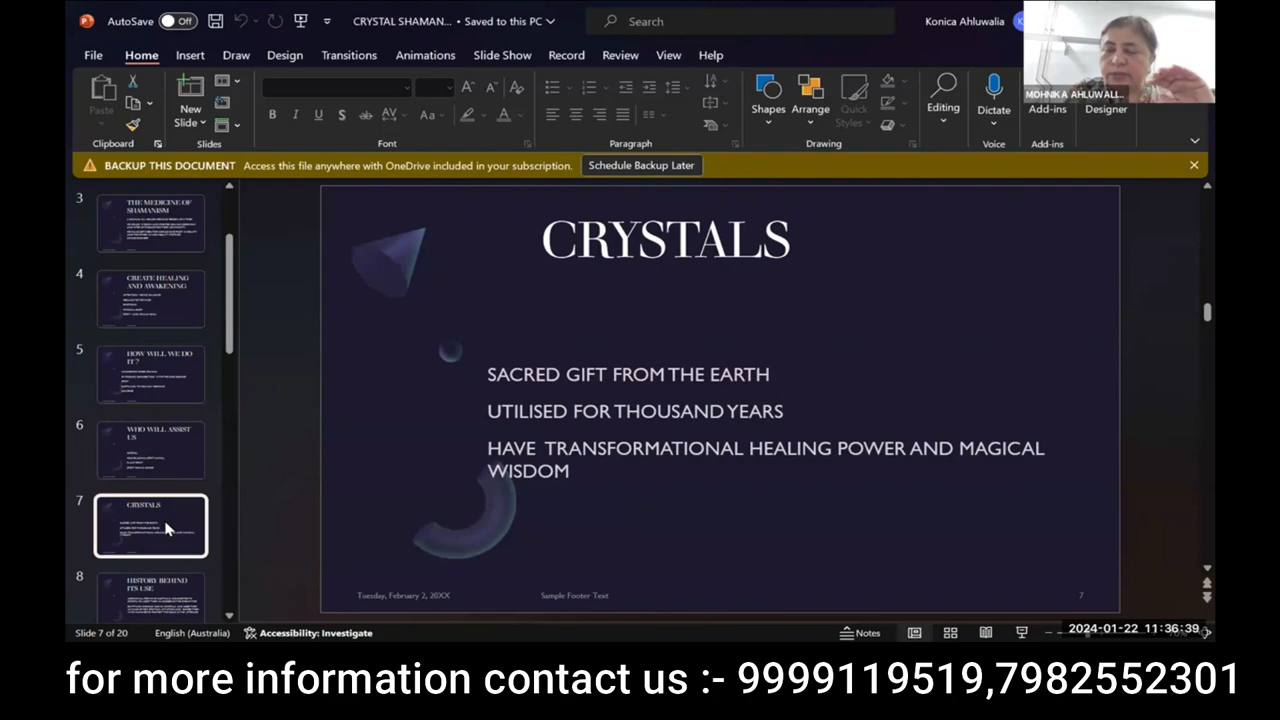 AutoSave Off CRYSTAL SHAMAN... • Saved to this PC Search Konica Ahluwalia
File Home Insert Draw Design Transitions Animations Slide Show Record Review View Help
MOHNIKA AHLUWALI...
Paste New Slide Shapes Arrange Quick Styles Editing Dictate Add-ins Designer
Clipboard Slides Font Paragraph Drawing Voice Add-ins
BACKUP THIS DOCUMENT Access this file anywhere with OneDrive included in your subscription. Schedule Backup Later
3
THE MEDICINE OF
SHAMANISM
4
CREATE HEALING
AND AWAKENING
5
HOW WILL WE DO
IT ?
6
WHO WILL ASSIST
US
7
CRYSTALS
8
HISTORY BEHIND
ITS USE
CRYSTALS
SACRED GIFT FROM THE EARTH
UTILISED FOR THOUSAND YEARS
HAVE TRANSFORMATIONAL HEALING POWER AND MAGICAL
WISDOM
Tuesday, February 2, 20XX Sample Footer Text 7
Slide 7 of 20 English (Australia) Accessibility: Investigate Notes 2024-01-22 11:36:39
for more information contact us :- 9999119519,7982552301